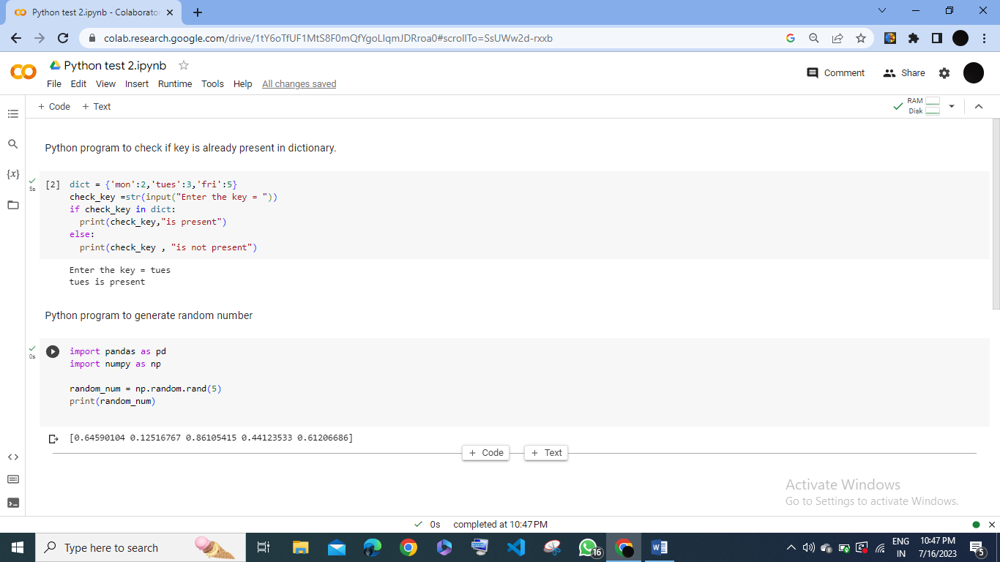 Python test 2.ipynb - Colaborator
colab.research.google.com/drive/1tY6oTfUF1MtS8F0mQfYgoLlqmJDRroa0#scrollTo=SsUWw2d-rxxb
Python test 2.ipynb
File Edit View Insert Runtime Tools Help All changes saved
Comment
Share
+ Code + Text
RAM
Disk
Python program to check if key is already present in dictionary.
{x}
5s
[2] dict = {'mon':2,'tues':3,'fri':5}
check_key =str(input("Enter the key = "))
if check_key in dict:
print(check_key,"is present")
else:
print(check_key , "is not present")
Enter the key = tues
tues is present
Python program to generate random number
0s
import pandas as pd
import numpy as np
random_num = np.random.rand(5)
print(random_num)
[0.64590104 0.12516767 0.86105415 0.44123533 0.61206686]
+ Code + Text
Activate Windows
Go to Settings to activate Windows.
0s completed at 10:47 PM
Type here to search
16
ENG
IN
10:47 PM
7/16/2023
5